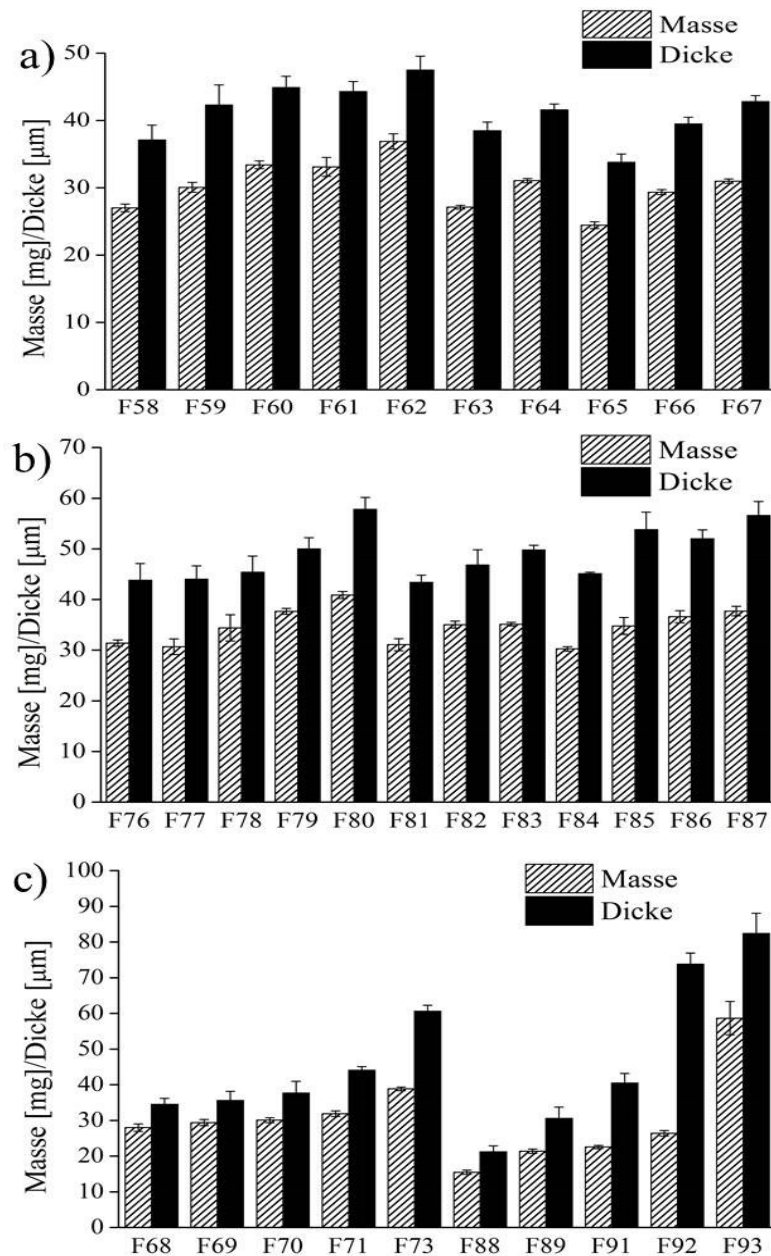 a)
Masse
Dicke
Masse [mg]/Dicke [µm]
50
40
30
20
10
0
F58 F59 F60 F61 F62 F63 F64 F65 F66 F67
b)
Masse
Dicke
Masse [mg]/Dicke [µm]
70
60
50
40
30
20
10
0
F76 F77 F78 F79 F80 F81 F82 F83 F84 F85 F86 F87
c)
Masse
Dicke
Masse [mg]/Dicke [µm]
100
90
80
70
60
50
40
30
20
10
0
F68 F69 F70 F71 F73 F88 F89 F91 F92 F93